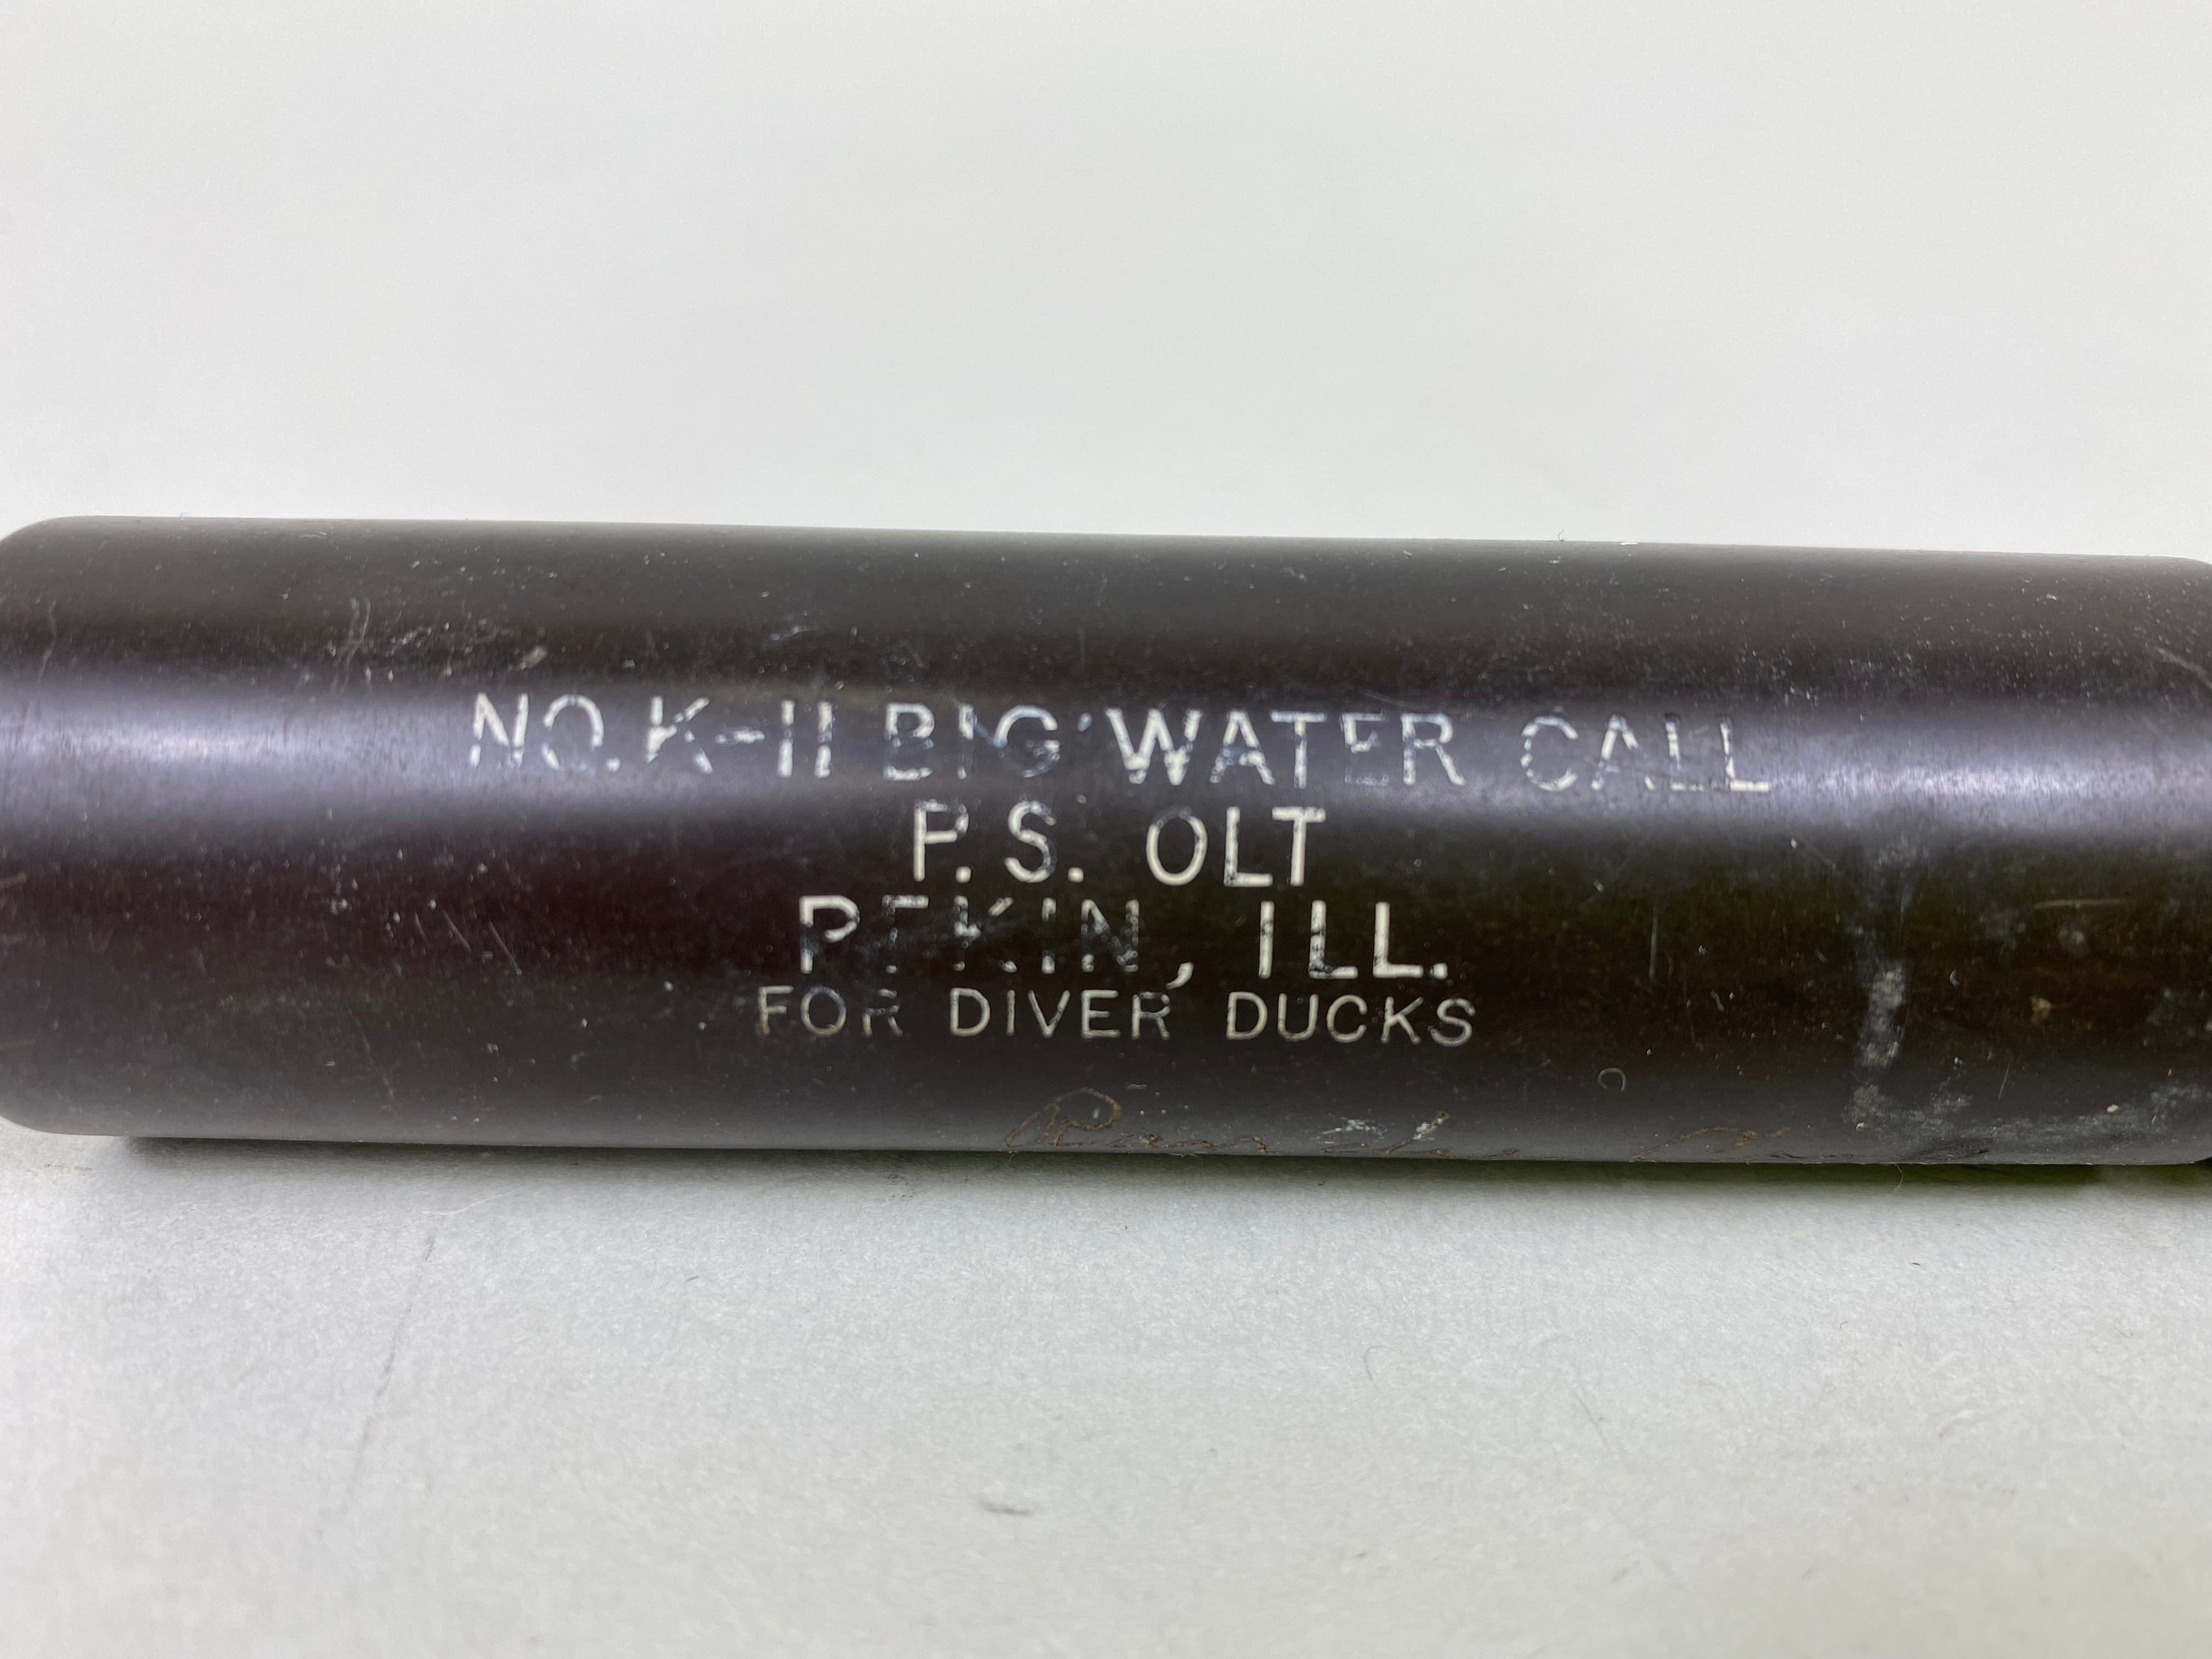 NO. K-11 BIG WATER CALL
P. S. OLT
PEKIN, ILL.
FOR DIVER DUCKS